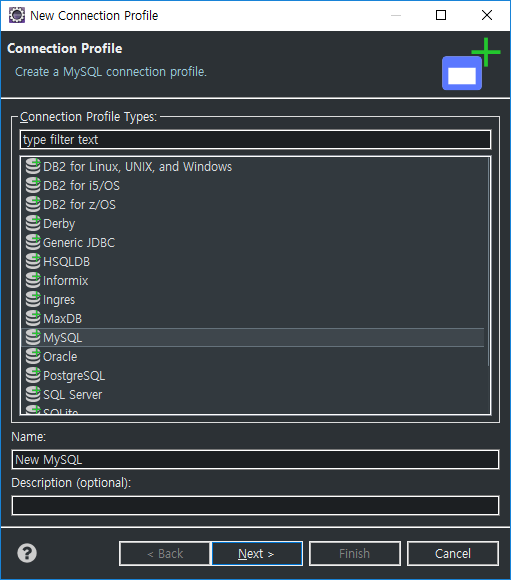 New Connection Profile
Connection Profile
Create a MySQL connection profile.
Connection Profile Types:
type filter text
DB2 for Linux, UNIX, and Windows
DB2 for i5/OS
DB2 for z/OS
Derby
Generic JDBC
HSQLDB
Informix
Ingres
MaxDB
MySQL
Oracle
PostgreSQL
SQL Server
SQLite
Name:
New MySQL
Description (optional):
?
< Back
Next >
Finish
Cancel